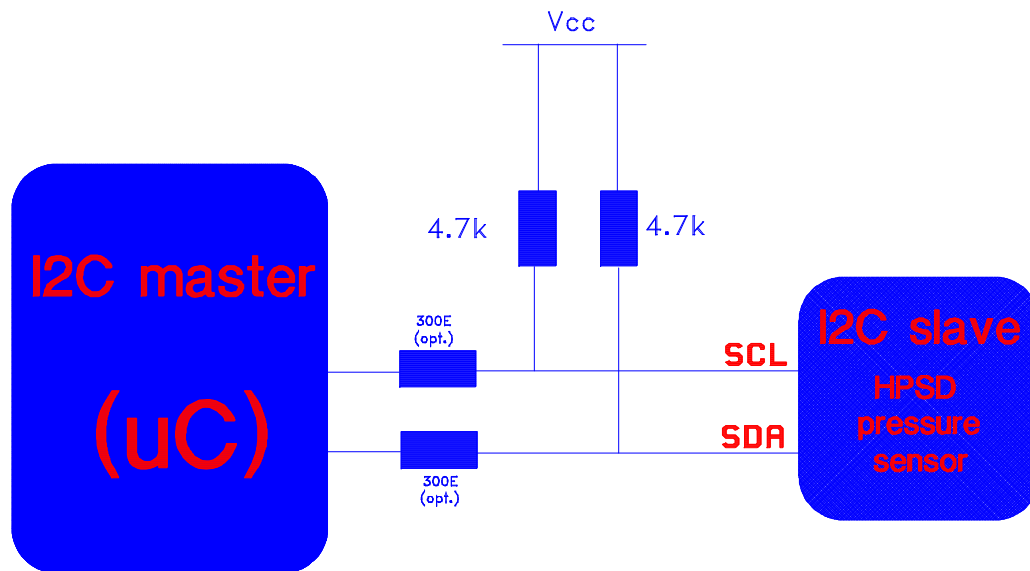 Vcc
4.7k
4.7k
I2C master
(uC)
300E
(opt.)
SCL
SDA
300E
(opt.)
I2C slave
HPSD
pressure
sensor